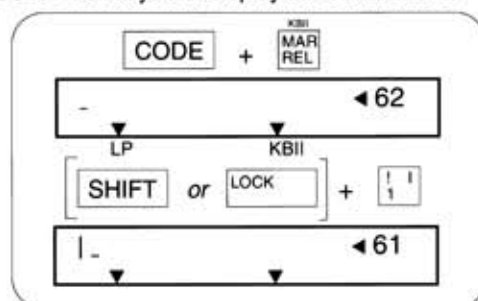 KBII
CODE + MAR REL
_ ◄ 62
▼ ▼
LP KBII
[SHIFT or LOCK] + ! | 1
|_ ◄ 61
▼ ▼